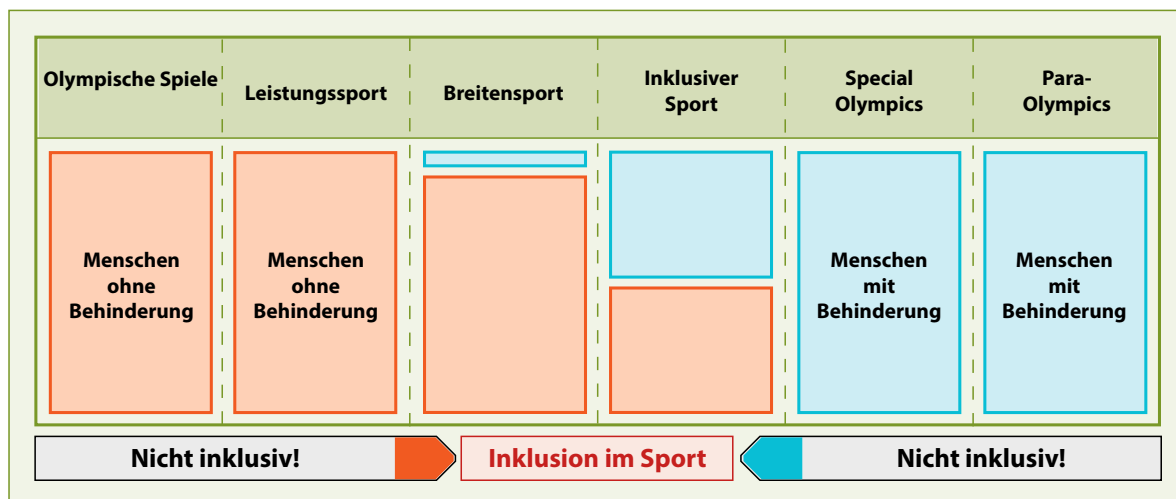 Olympische Spiele
Leistungssport
Breitensport
Inklusiver
Sport
Special
Olympics
Para-
Olympics
Menschen
ohne
Behinderung
Menschen
ohne
Behinderung
Menschen
mit
Behinderung
Menschen
mit
Behinderung
Nicht inklusiv!
Inklusion im Sport
Nicht inklusiv!